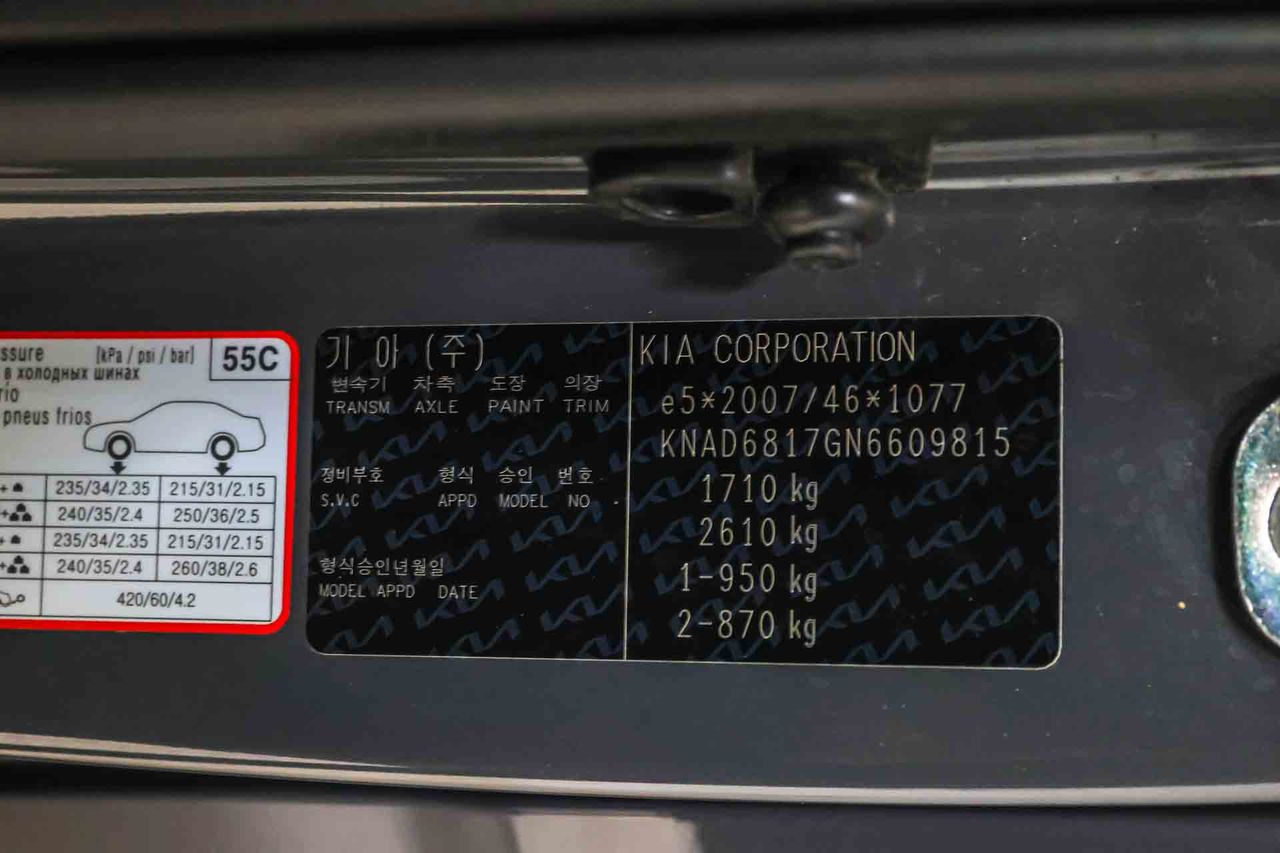 ssure [kPa / psi / bar] 55C
в холодных шинах
río
pneus frios
235/34/2.35 215/31/2.15
240/35/2.4 250/36/2.5
235/34/2.35 215/31/2.15
240/35/2.4 260/38/2.6
420/60/4.2
기 아 (주)
변속기 차축 도장 의장
TRANSM AXLE PAINT TRIM
정비부호 형식 승인 번호
S.V.C APPD MODEL NO
형식승인년월일
MODEL APPD DATE
KIA CORPORATION
e5*2007/46*1077
KNAD6817GN6609815
1710 kg
2610 kg
1-950 kg
2-870 kg